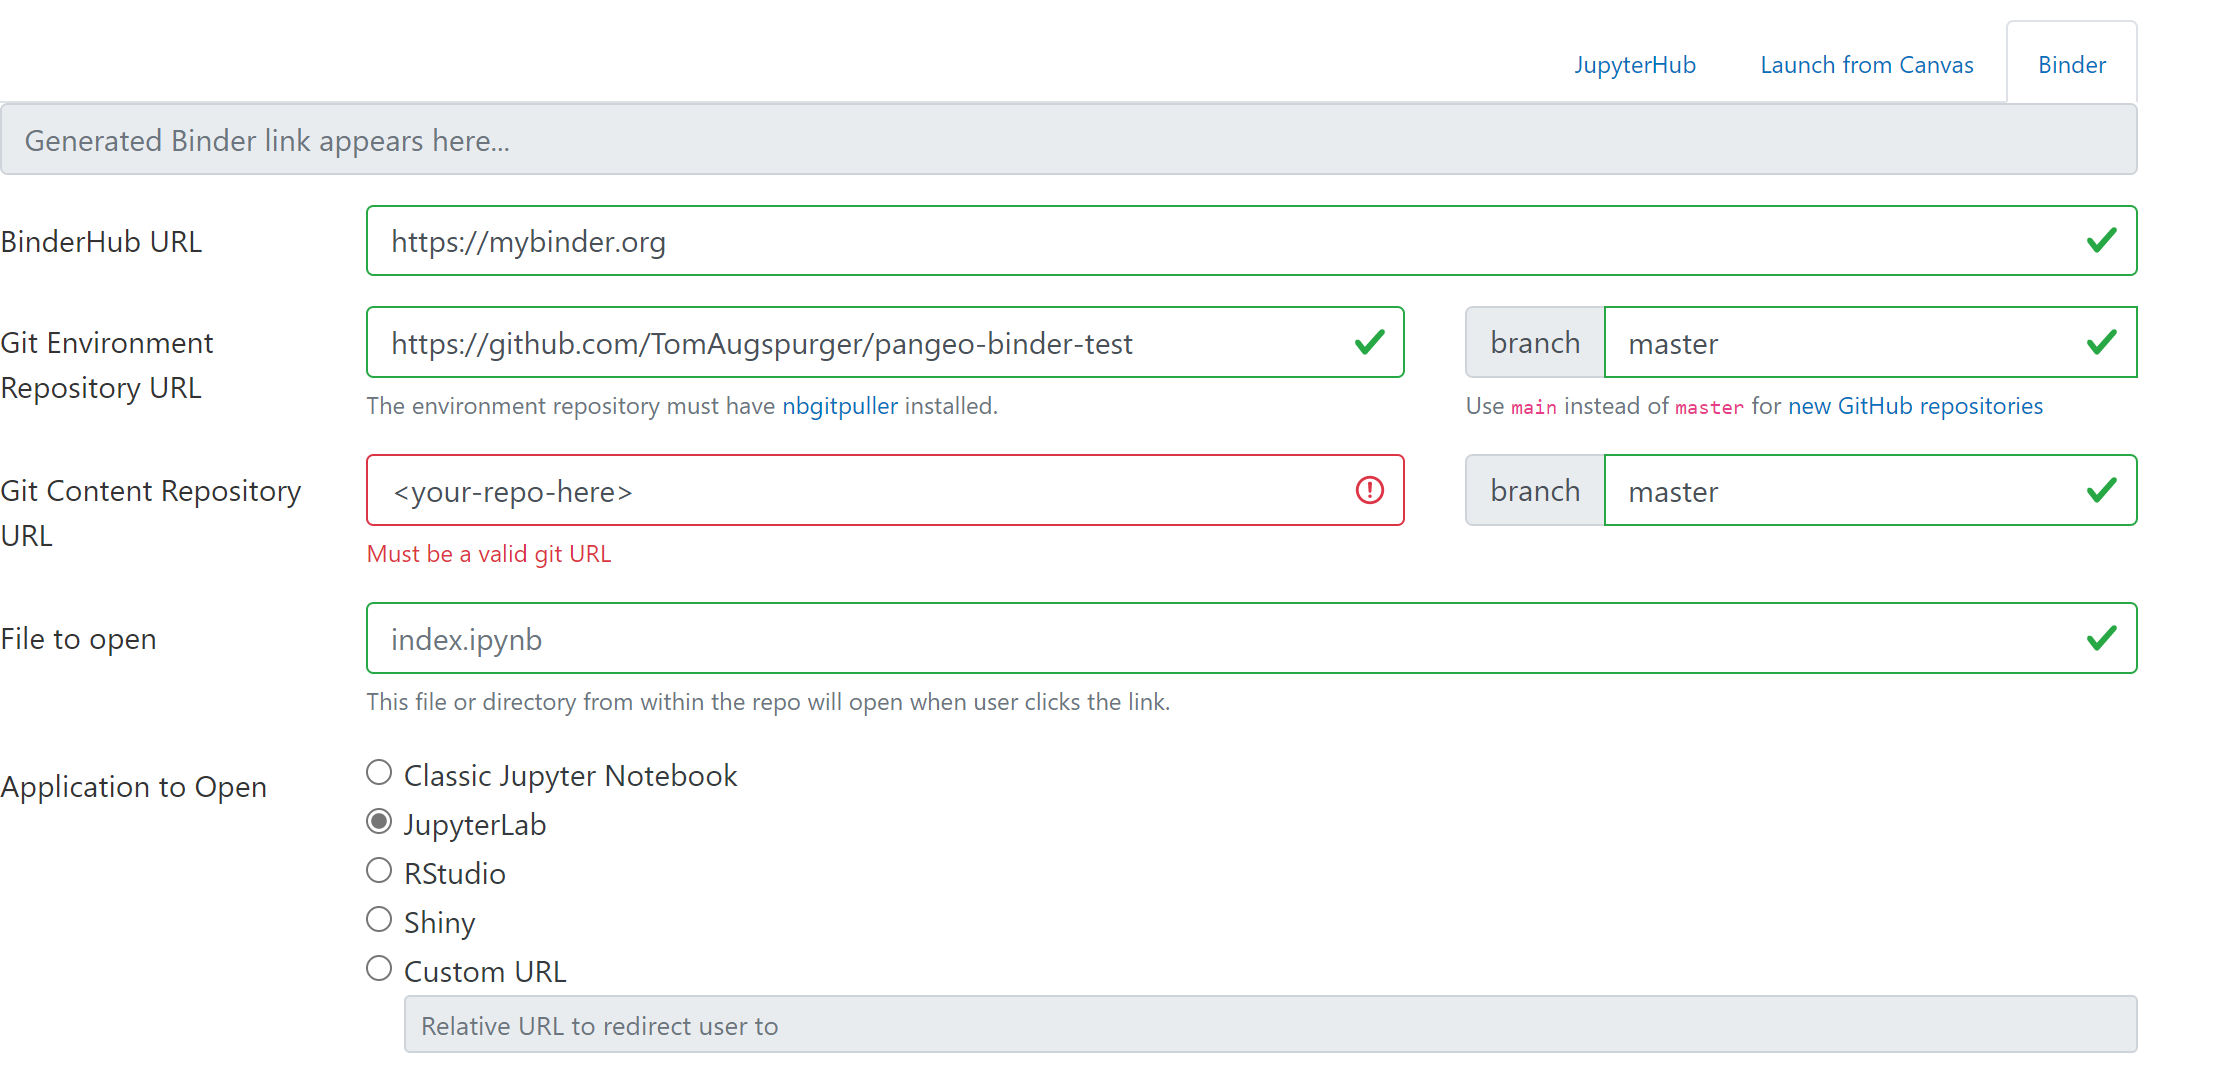 JupyterHub
Launch from Canvas
Binder
Generated Binder link appears here...
BinderHub URL
https://mybinder.org
Git Environment
Repository URL
https://github.com/TomAugspurger/pangeo-binder-test
branch
master
The environment repository must have nbgitpuller installed.
Use main instead of master for new GitHub repositories
Git Content Repository
URL
<your-repo-here>
branch
master
Must be a valid git URL
File to open
index.ipynb
This file or directory from within the repo will open when user clicks the link.
Application to Open
Classic Jupyter Notebook
JupyterLab
RStudio
Shiny
Custom URL
Relative URL to redirect user to